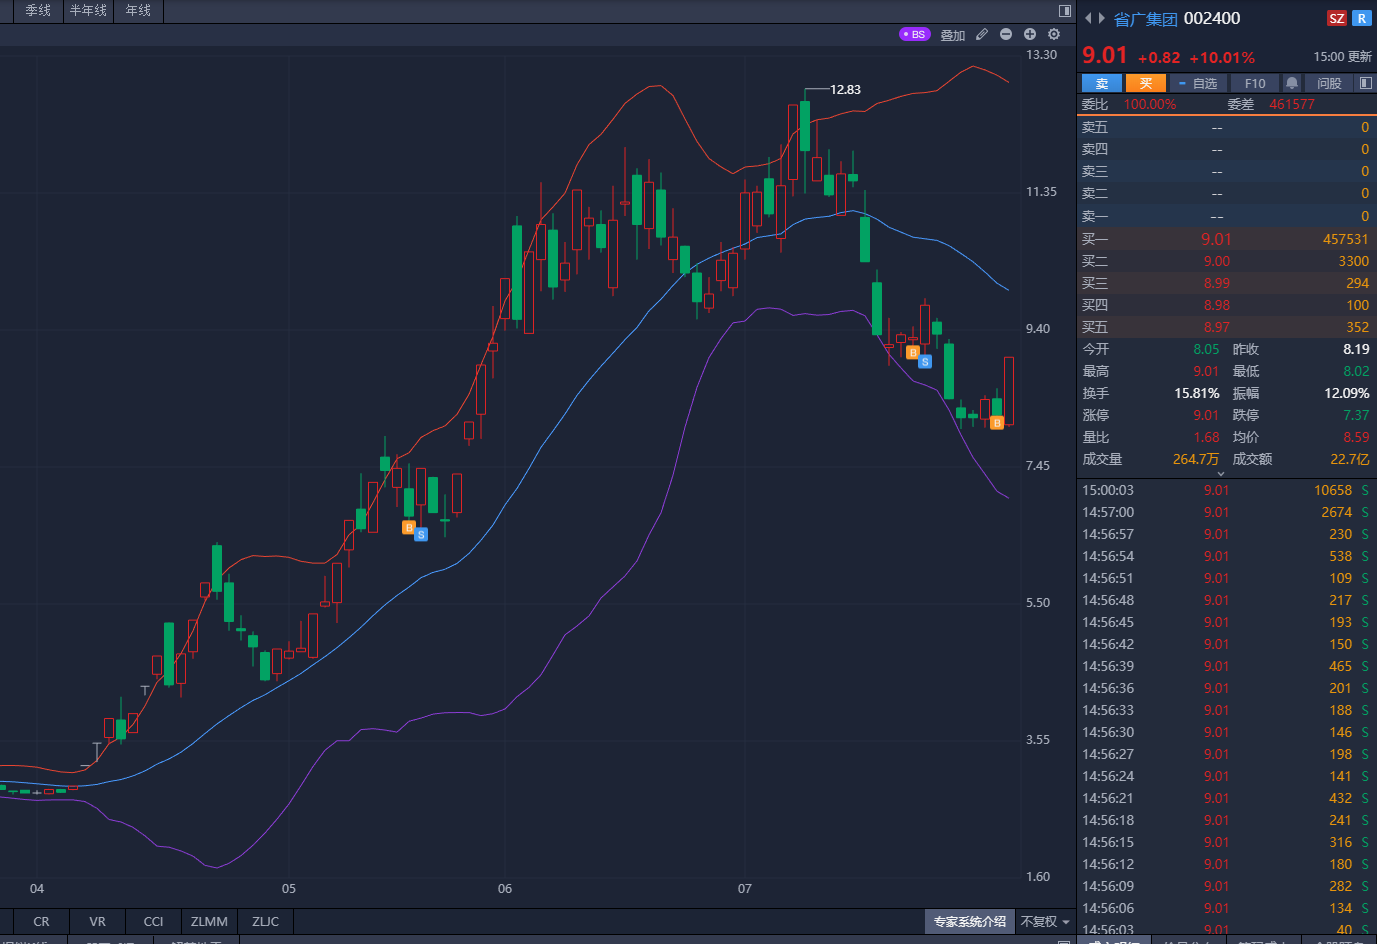 季线 半年线 年线
BS 叠加
13.30
12.83
11.35
9.40
B
S
B
7.45
B
S
5.50
T
T
3.55
1.60
04 05 06 07
CR VR CCI ZLMM ZLJC 专家系统介绍 不复权
省广集团 002400 SZ R
9.01 +0.82 +10.01% 15:00 更新
卖 买 自选 F10 问股
委比 100.00% 委差 461577
卖五 -- 0
卖四 -- 0
卖三 -- 0
卖二 -- 0
卖一 -- 0
买一 9.01 457531
买二 9.00 3300
买三 8.99 294
买四 8.98 100
买五 8.97 352
今开 8.05 昨收 8.19
最高 9.01 最低 8.02
换手 15.81% 振幅 12.09%
涨停 9.01 跌停 7.37
量比 1.68 均价 8.59
成交量 264.7万 成交额 22.7亿
15:00:03 9.01 10658 S
14:57:00 9.01 2674 S
14:56:57 9.01 230 S
14:56:54 9.01 538 S
14:56:51 9.01 109 S
14:56:48 9.01 217 S
14:56:45 9.01 193 S
14:56:42 9.01 150 S
14:56:39 9.01 465 S
14:56:36 9.01 201 S
14:56:33 9.01 188 S
14:56:30 9.01 146 S
14:56:27 9.01 198 S
14:56:24 9.01 141 S
14:56:21 9.01 432 S
14:56:18 9.01 241 S
14:56:15 9.01 316 S
14:56:12 9.01 180 S
14:56:09 9.01 282 S
14:56:06 9.01 134 S
14:56:03 9.01 40 S